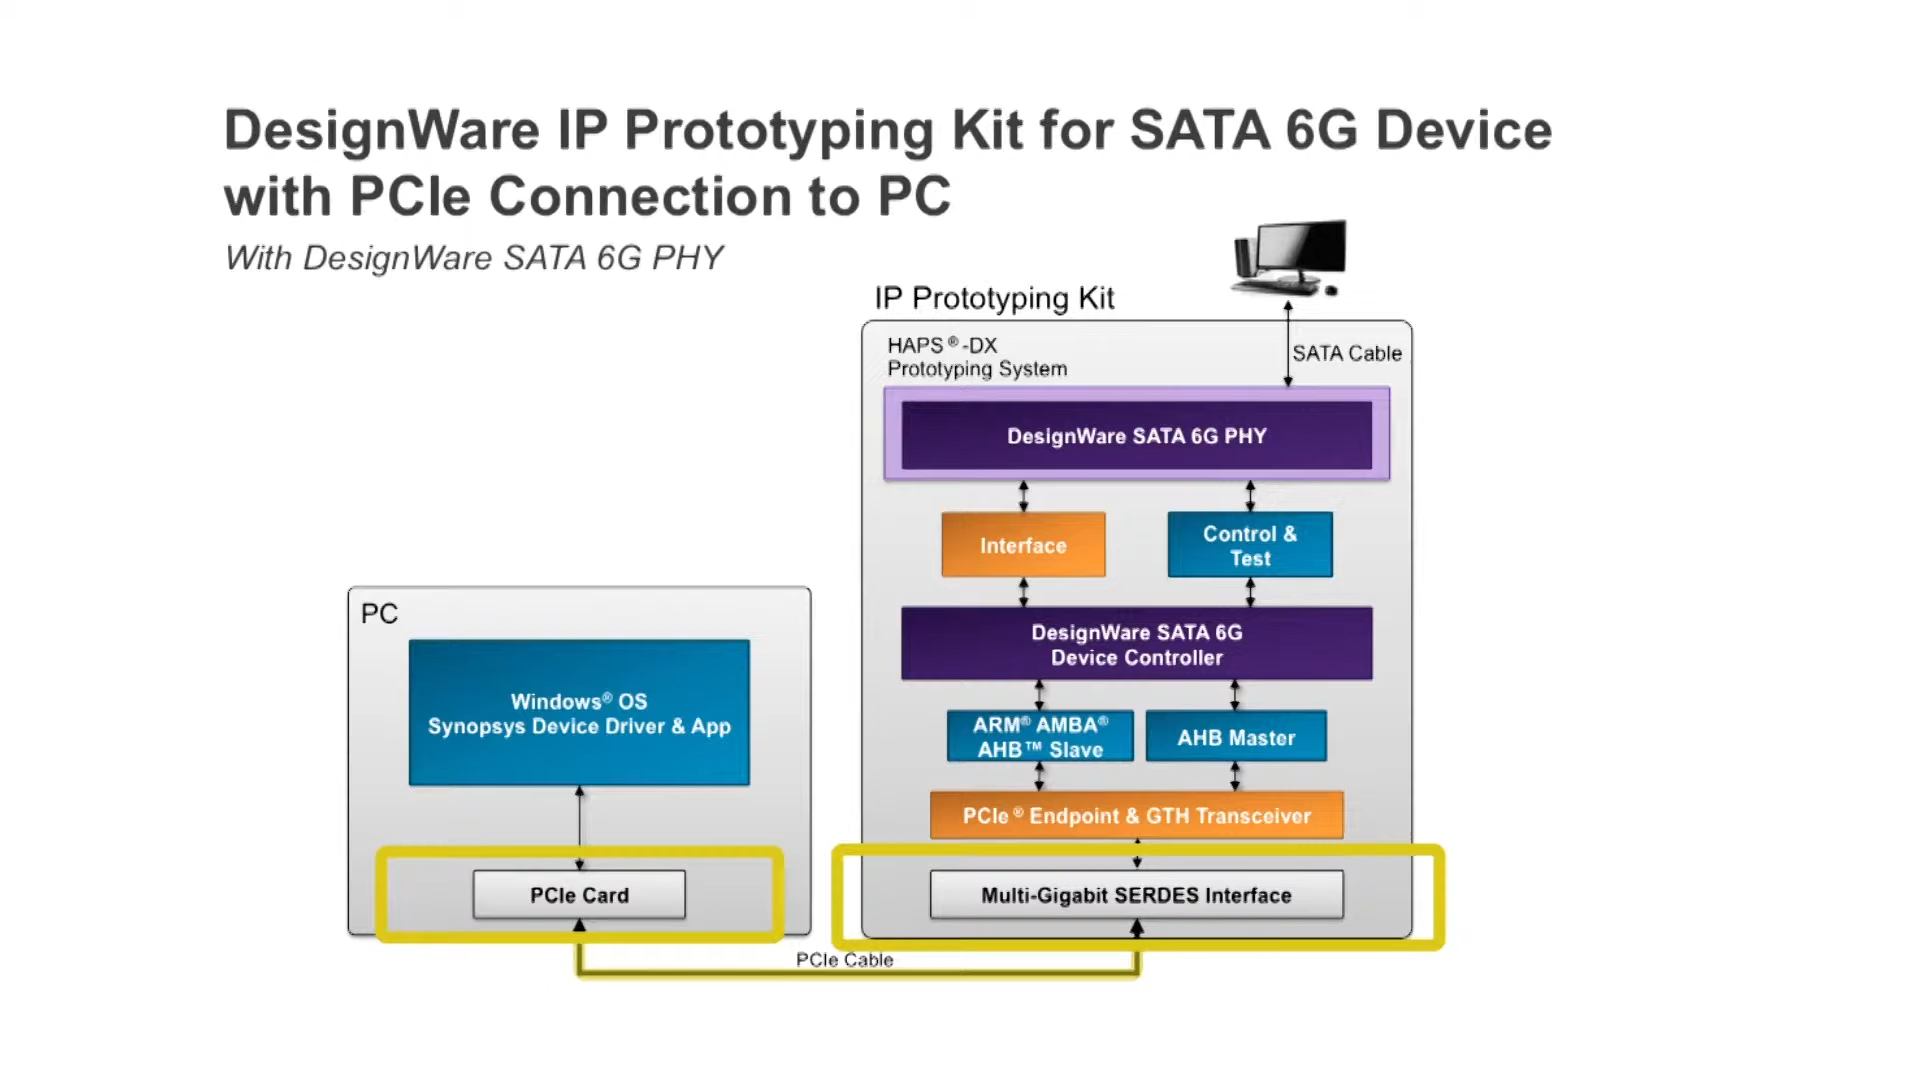 DesignWare IP Prototyping Kit for SATA 6G Device
with PCIe Connection to PC
With DesignWare SATA 6G PHY
IP Prototyping Kit
HAPS®-DX
Prototyping System
SATA Cable
DesignWare SATA 6G PHY
Interface
Control &
Test
DesignWare SATA 6G
Device Controller
ARM® AMBA®
AHB™ Slave
AHB Master
PCIe® Endpoint & GTH Transceiver
Multi-Gigabit SERDES Interface
PC
Windows® OS
Synopsys Device Driver & App
PCIe Card
PCIe Cable